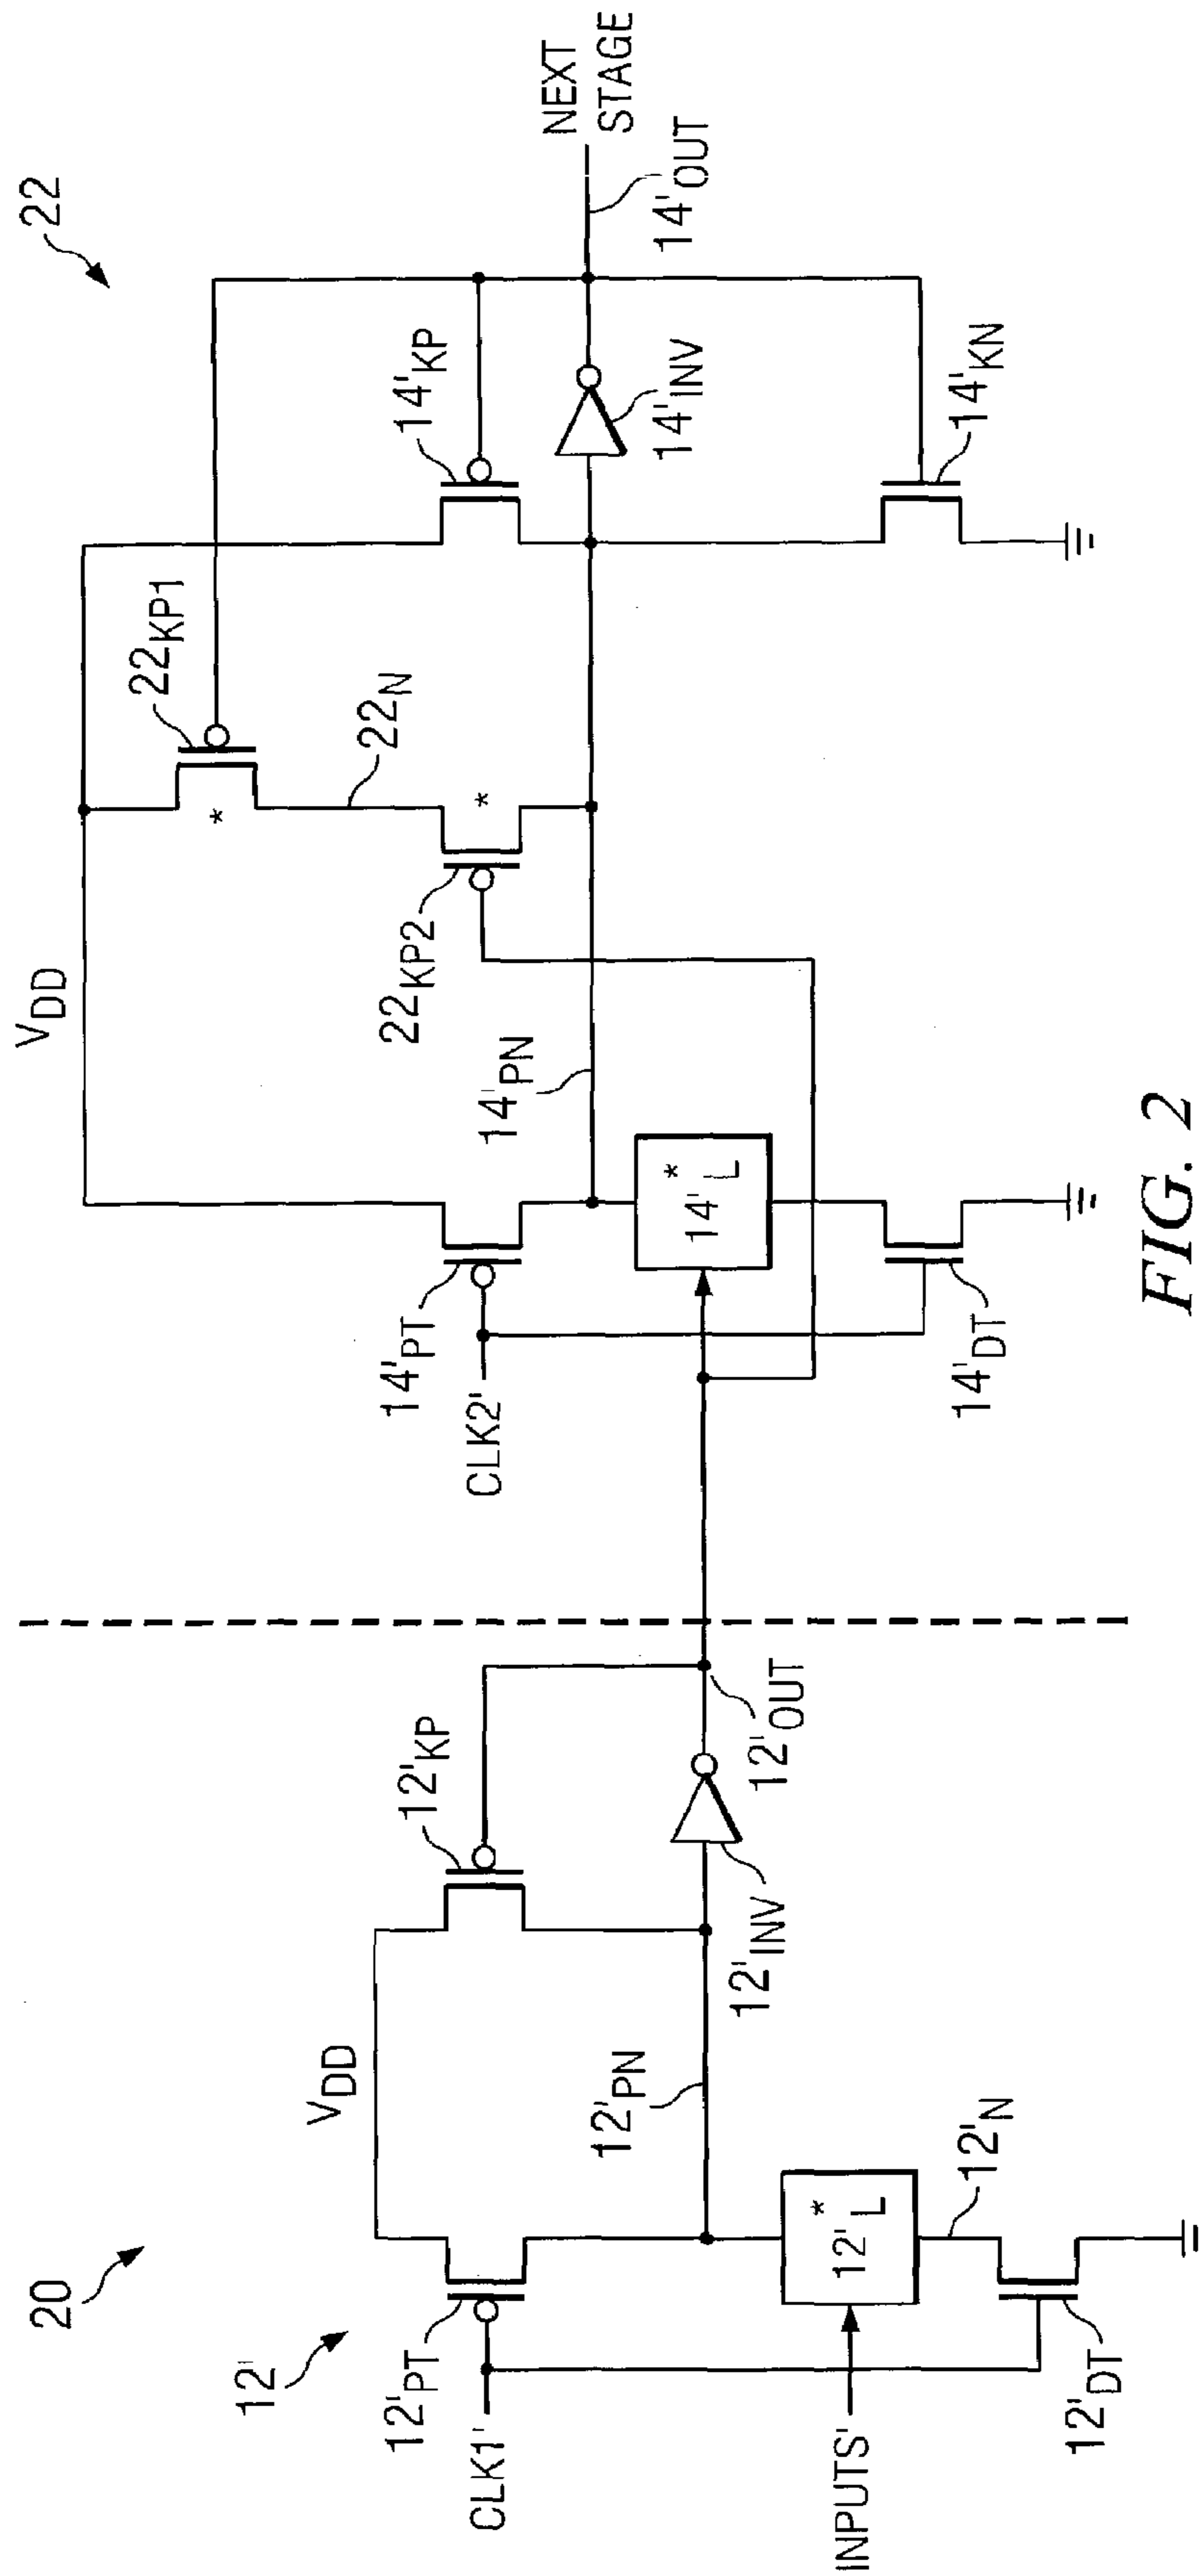 20
12'
CLK1'
12'PT
VDD
12'KP
12'PN
12'INV
12'OUT
INPUTS'
12'L*
12'N
12'DT
22
VDD
CLK2'
14'PT
22KP1
22N
22KP2
14'KP
14'PN
14'INV
14'OUT
NEXT
STAGE
14'L*
14'DT
14'KN
*
*
FIG. 2